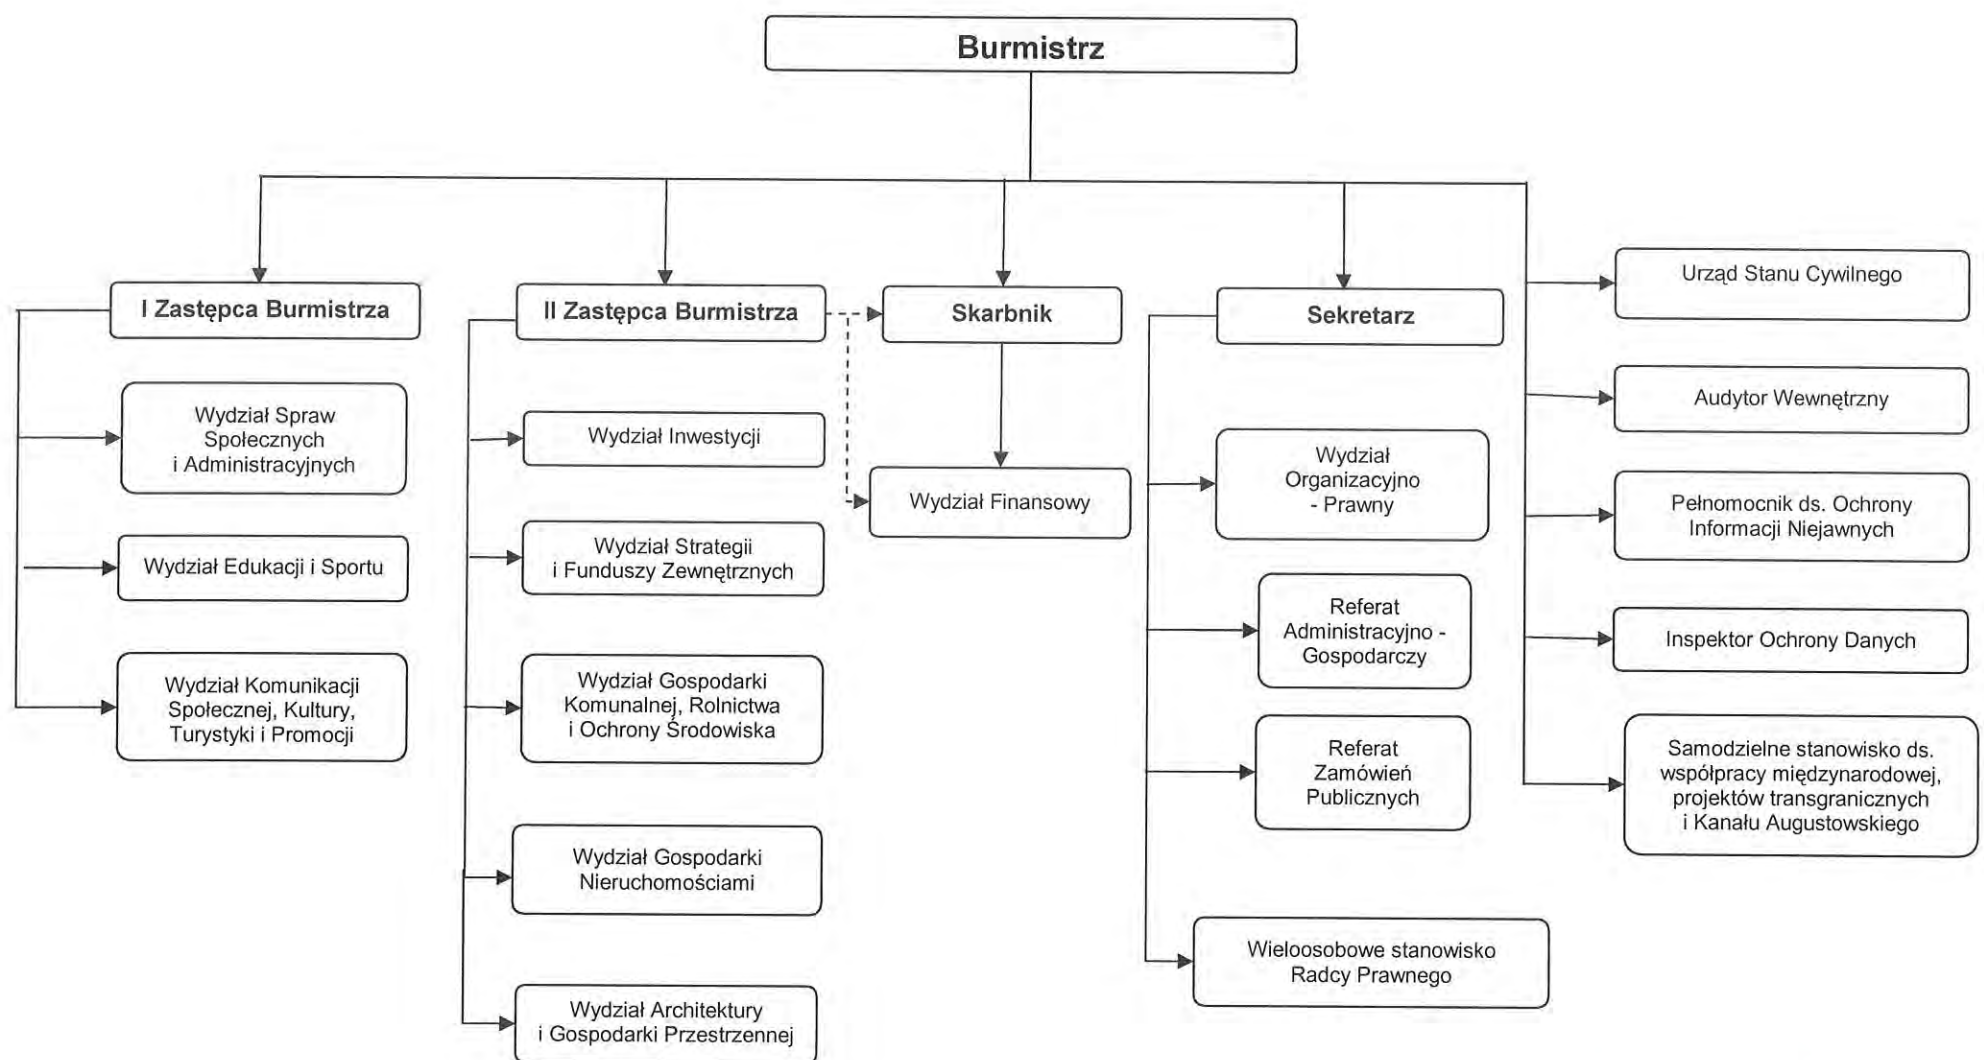 Burmistrz
I Zastępca Burmistrza
II Zastępca Burmistrza
Skarbnik
Sekretarz
Urząd Stanu Cywilnego
Wydział Spraw
Społecznych
i Administracyjnych
Wydział Edukacji i Sportu
Wydział Komunikacji
Społecznej, Kultury,
Turystyki i Promocji
Wydział Inwestycji
Wydział Strategii
i Funduszy Zewnętrznych
Wydział Gospodarki
Komunalnej, Rolnictwa
i Ochrony Środowiska
Wydział Gospodarki
Nieruchomościami
Wydział Architektury
i Gospodarki Przestrzennej
Wydział Finansowy
Wydział
Organizacyjno
- Prawny
Referat
Administracyjno -
Gospodarczy
Referat
Zamówień
Publicznych
Wieloosobowe stanowisko
Radcy Prawnego
Audytor Wewnętrzny
Pełnomocnik ds. Ochrony
Informacji Niejawnych
Inspektor Ochrony Danych
Samodzielne stanowisko ds.
współpracy międzynarodowej,
projektów transgranicznych
i Kanału Augustowskiego